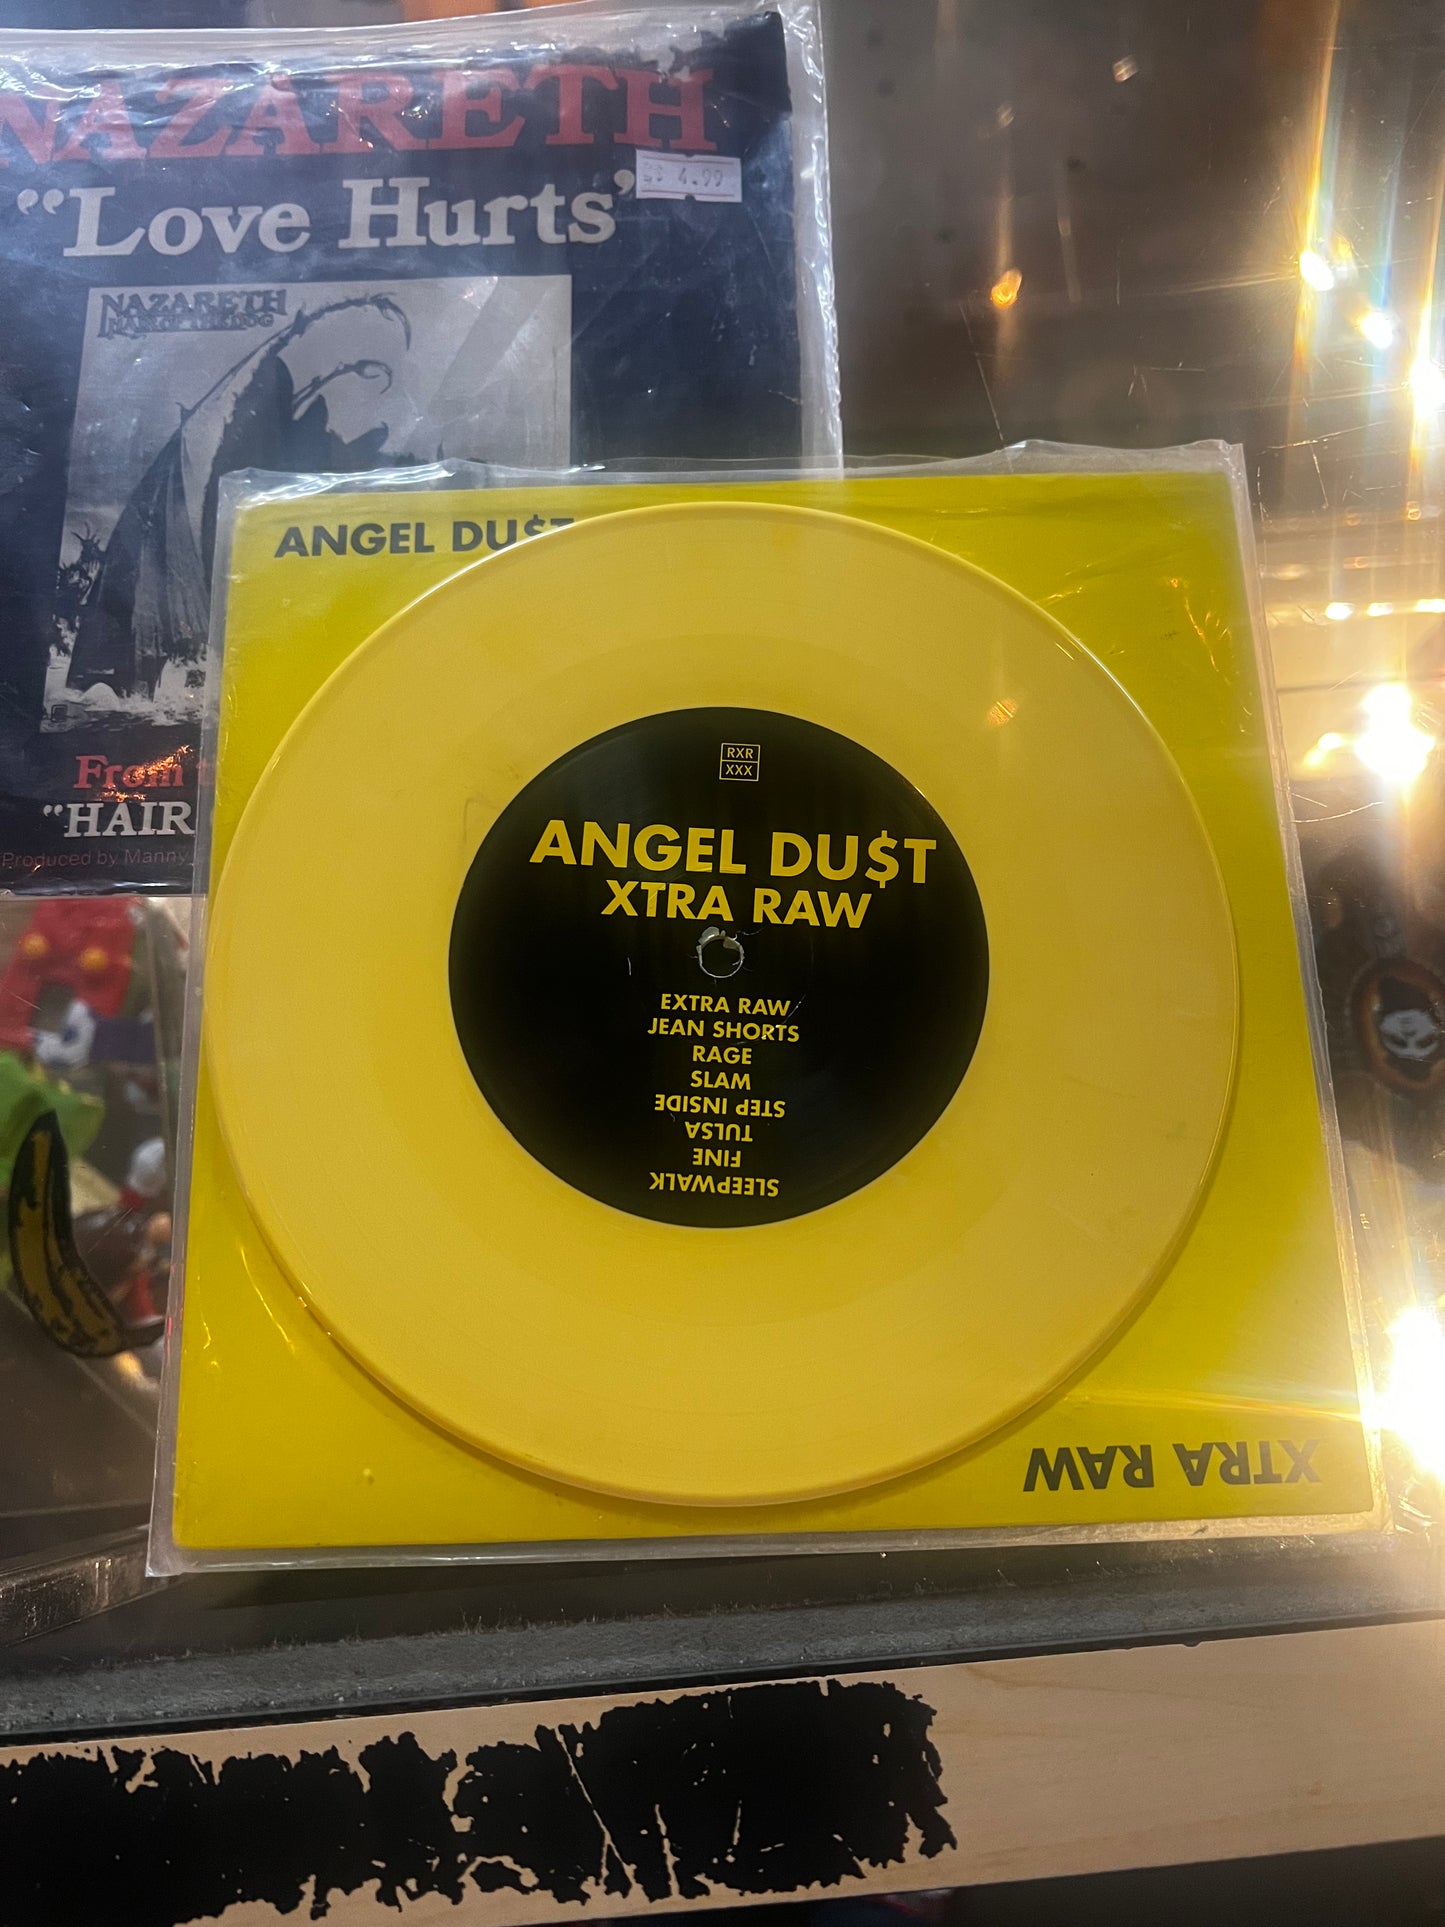 NAZARETH
$ 4.99
"Love Hurts"
NAZARETH
From
"HAIR
Produced by Manny
ANGEL DU$T
RXR
XXX
ANGEL DU$T
XTRA RAW
EXTRA RAW
JEAN SHORTS
RAGE
SLAM
STEP INSIDE
TULSA
FINE
SLEEPWALK
XTRA RAW